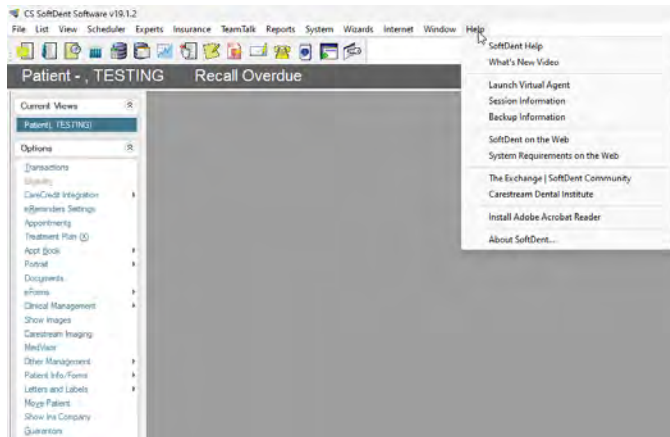 CS SoftDent Software v19.1.2
File List View Scheduler Experts Insurance TeamTalk Reports System Wizards Internet Window Help
Patient - , TESTING Recall Overdue
SoftDent Help
What's New Video
Launch Virtual Agent
Session Information
Backup Information
SoftDent on the Web
System Requirements on the Web
The Exchange | SoftDent Community
Carestream Dental Institute
Install Adobe Acrobat Reader
About SoftDent...
Current Views
Patient(, TESTING)
Options
Transactions
Eligibility
CareCredit Integration
eReminders Settings
Appointments
Treatment Plan (X)
Appt Book
Portrait
Documents
eForms
Clinical Management
Show Images
Carestream Imaging
MedVisor
Other Management
Patient Info/Forms
Letters and Labels
Move Patient
Show Ins Company
Guarantors